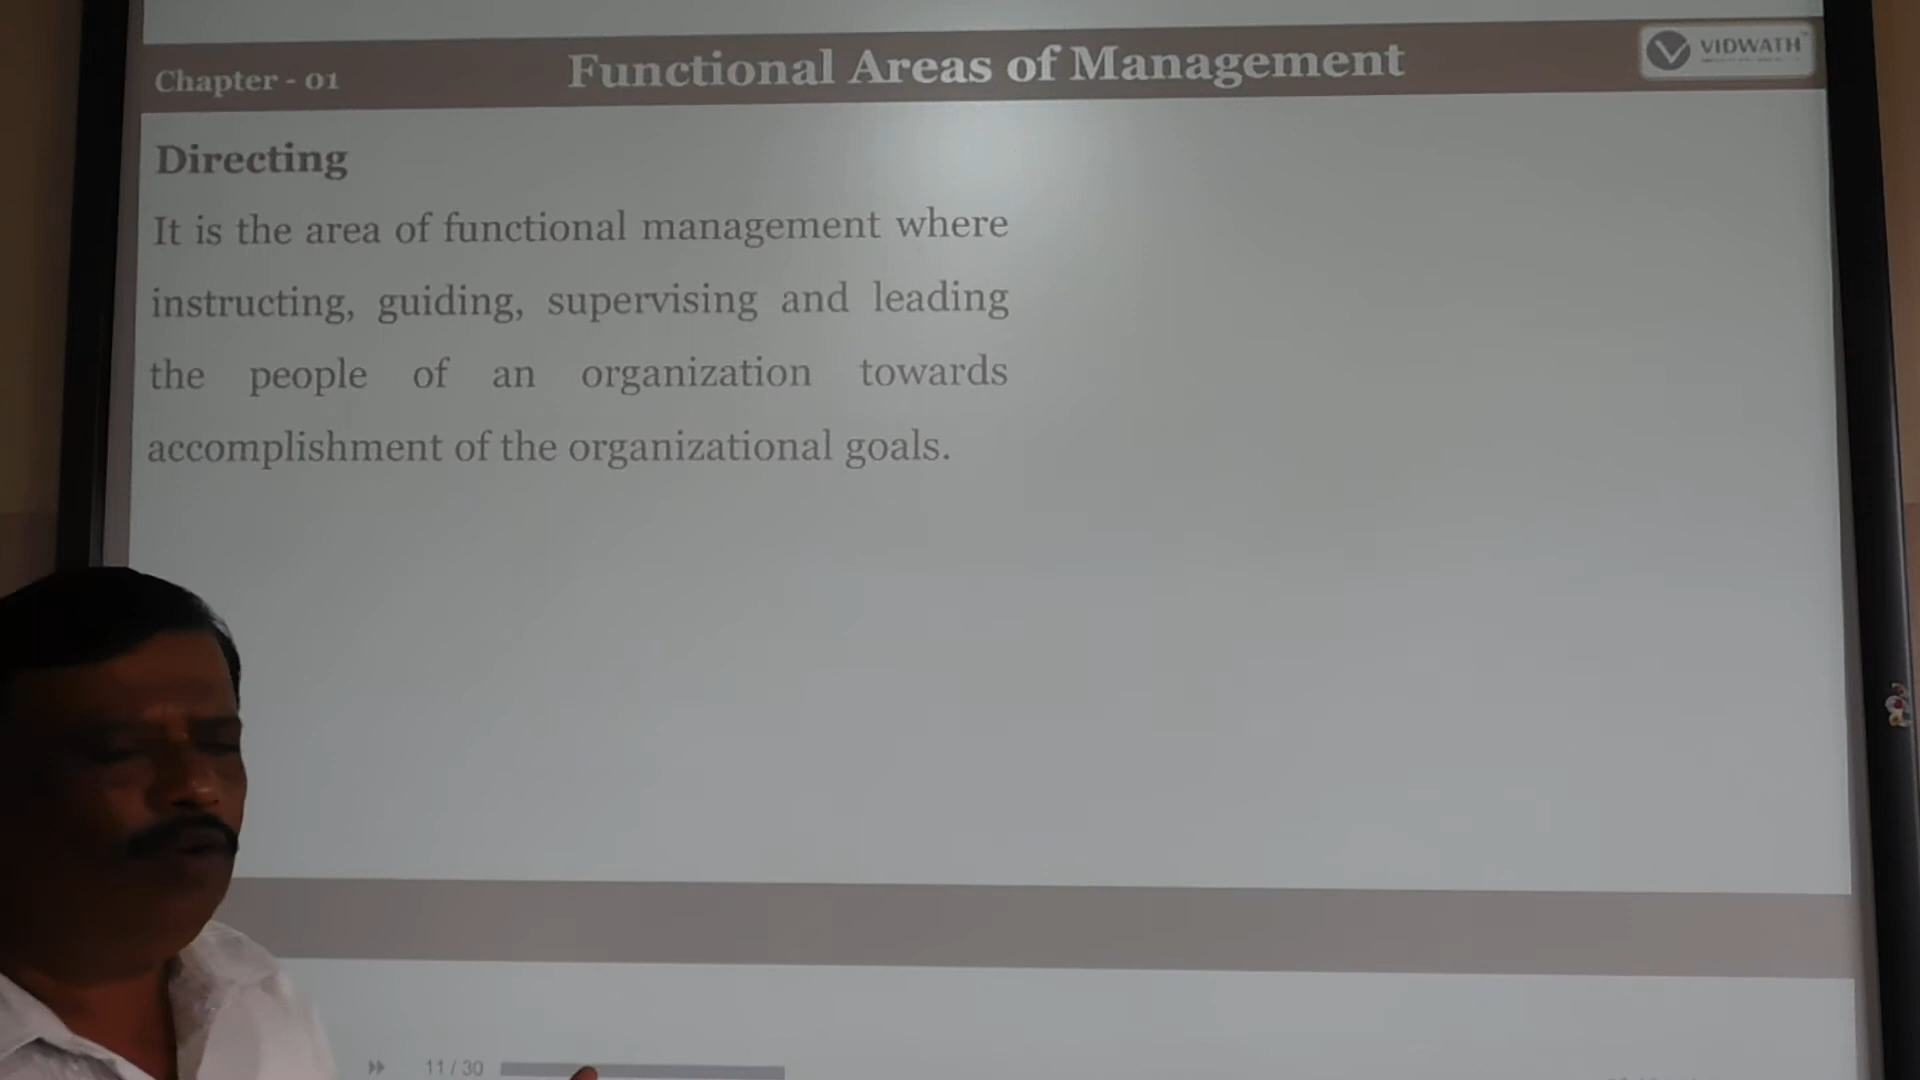 Chapter - 01
Functional Areas of Management
VIDWATH
Directing
It is the area of functional management where
instructing, guiding, supervising and leading
the people of an organization towards
accomplishment of the organizational goals.
11 / 30